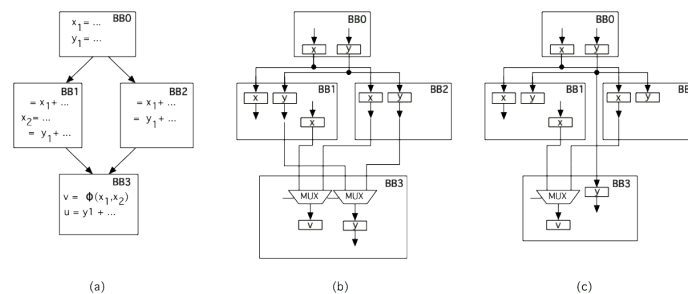 BB0
x1 = ...
y1 = ...
BB1
= x1+ ...
x2= ...
= y1+ ...
BB2
= x1+ ...
= y1+ ...
BB3
v = Φ(x1,x2)
u = y1 + ...
(a)
BB0
x y
BB1
x y
x
BB2
x y
BB3
MUX MUX
v y
(b)
BB0
x y
BB1
x y
x
x y
BB3
MUX y
v
(c)